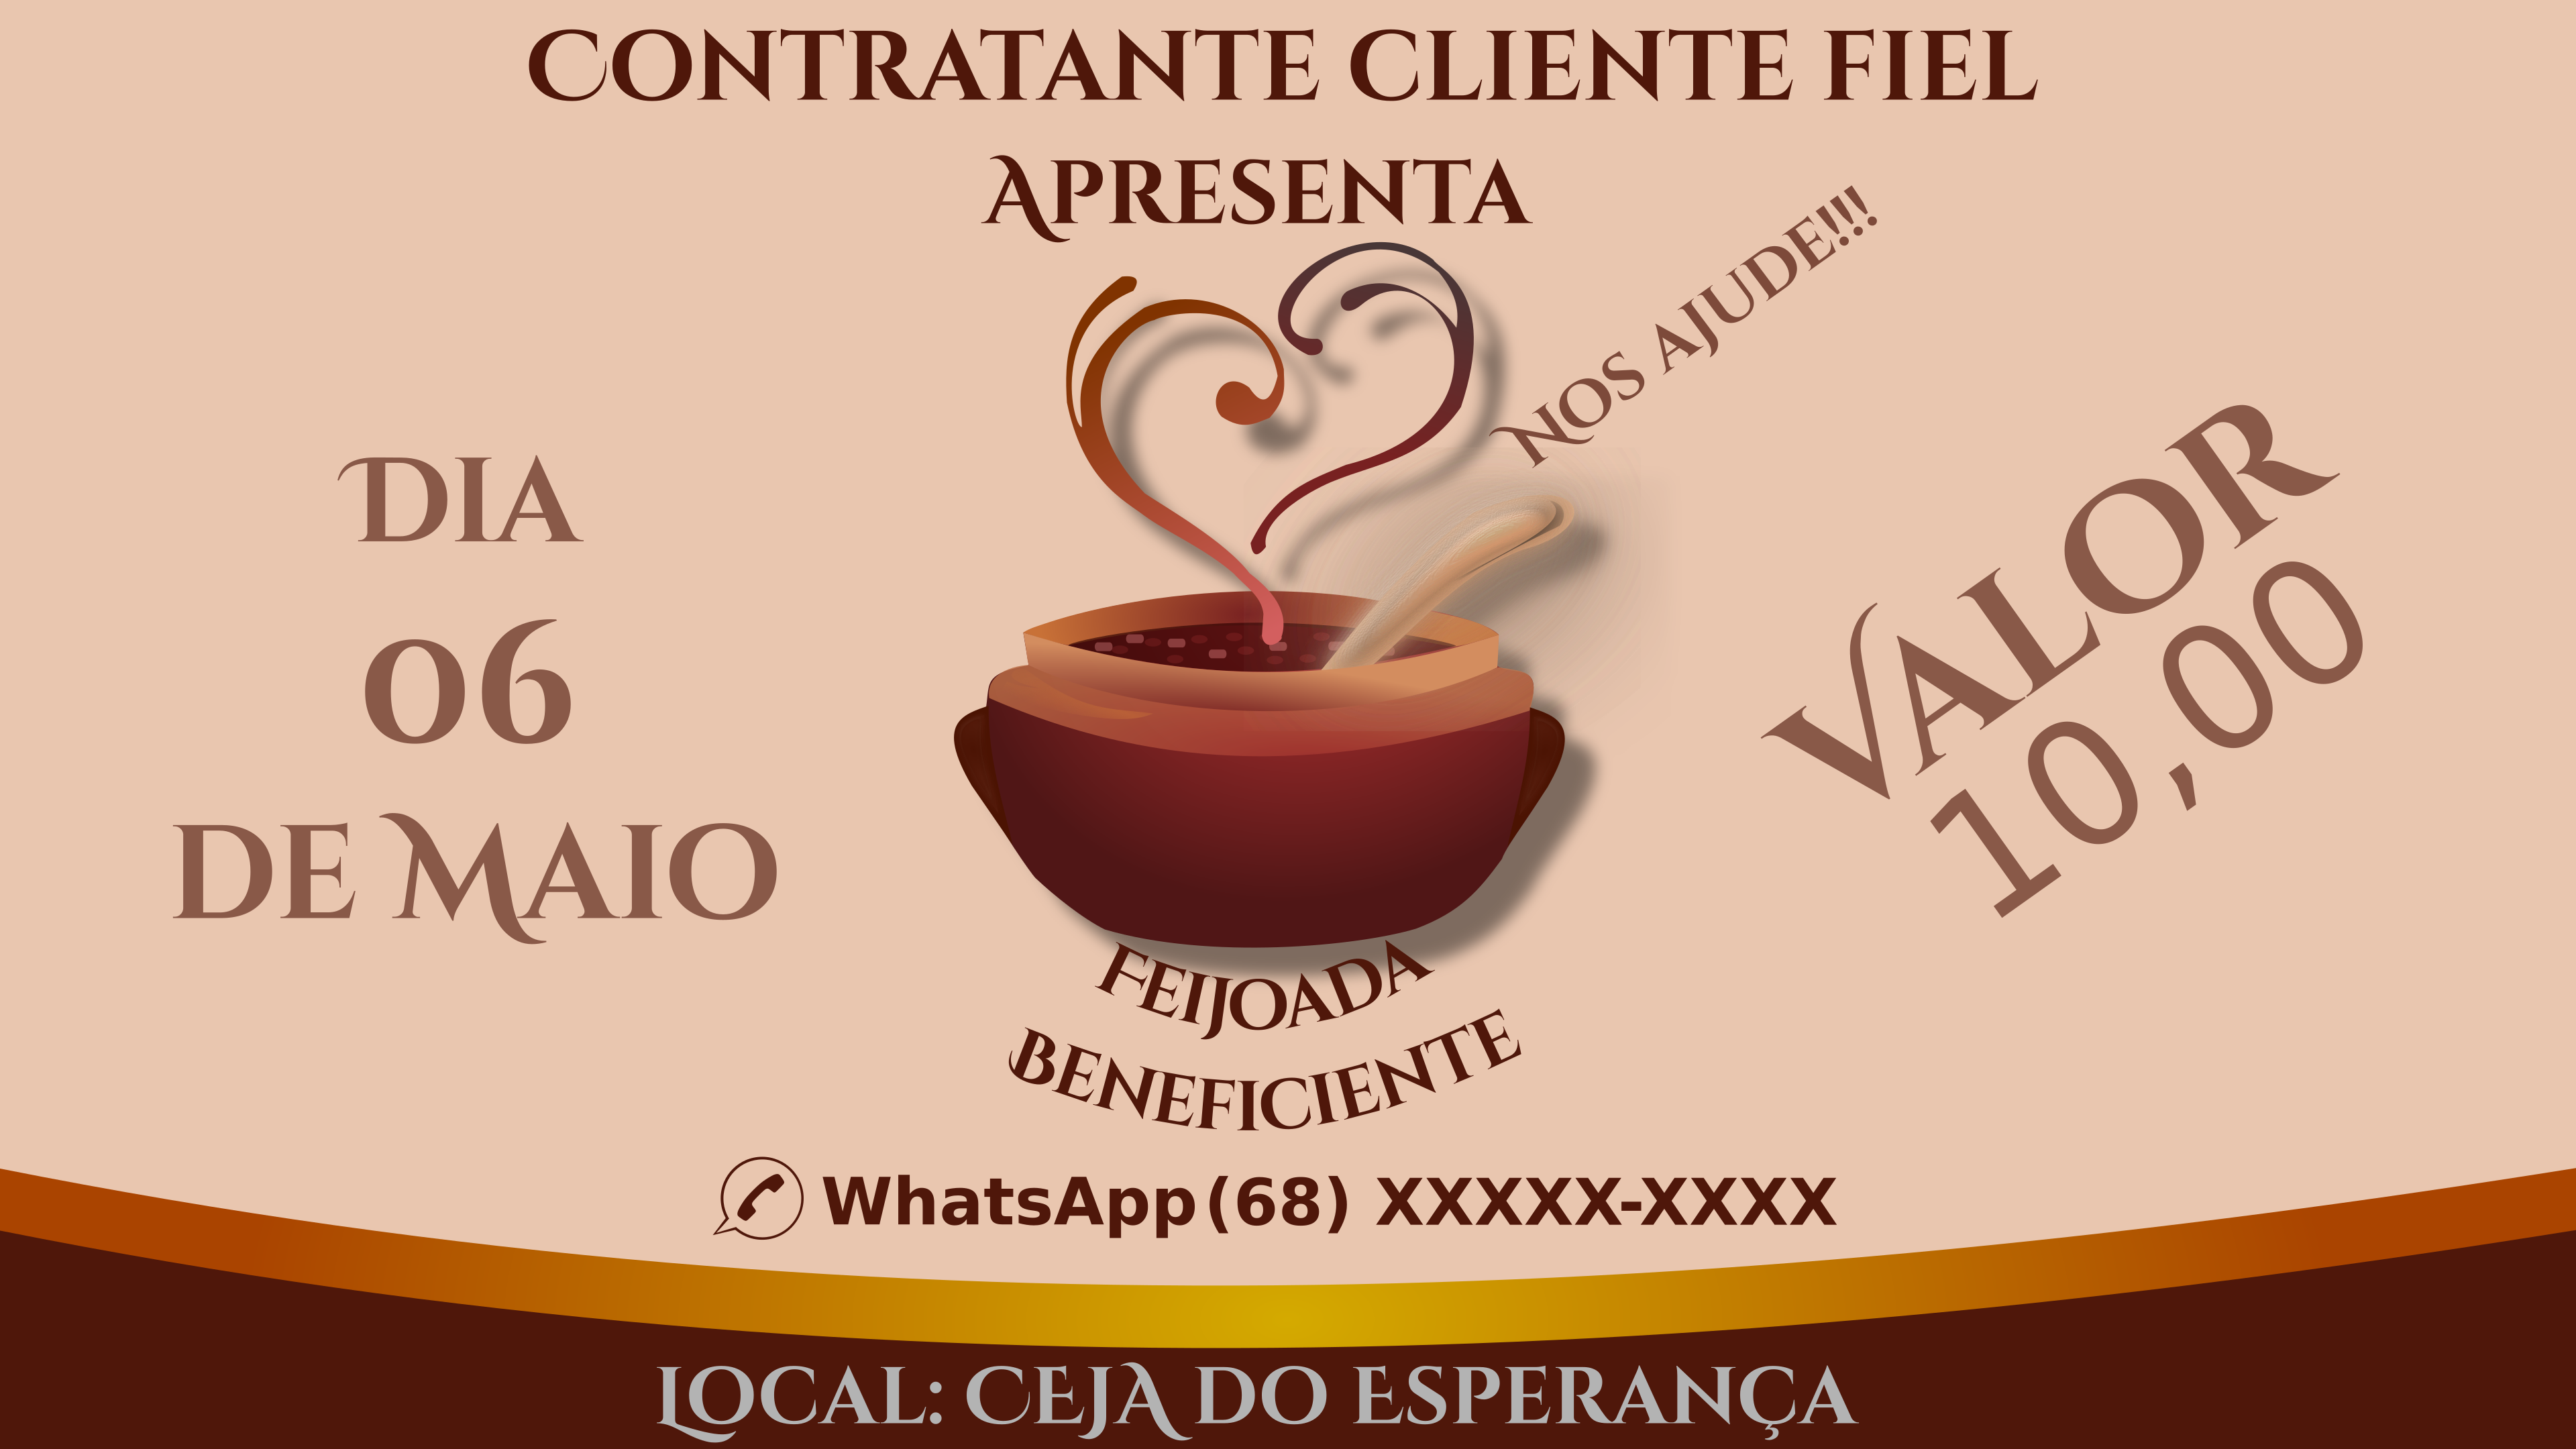 Contratante Cliente fiel
Apresenta
Nos ajude!!!
Dia
06
de Maio
Valor
10,00
Feijoada
Beneficiente
WhatsApp (68) XXXXX-XXXX
Local: CEJA do Esperança